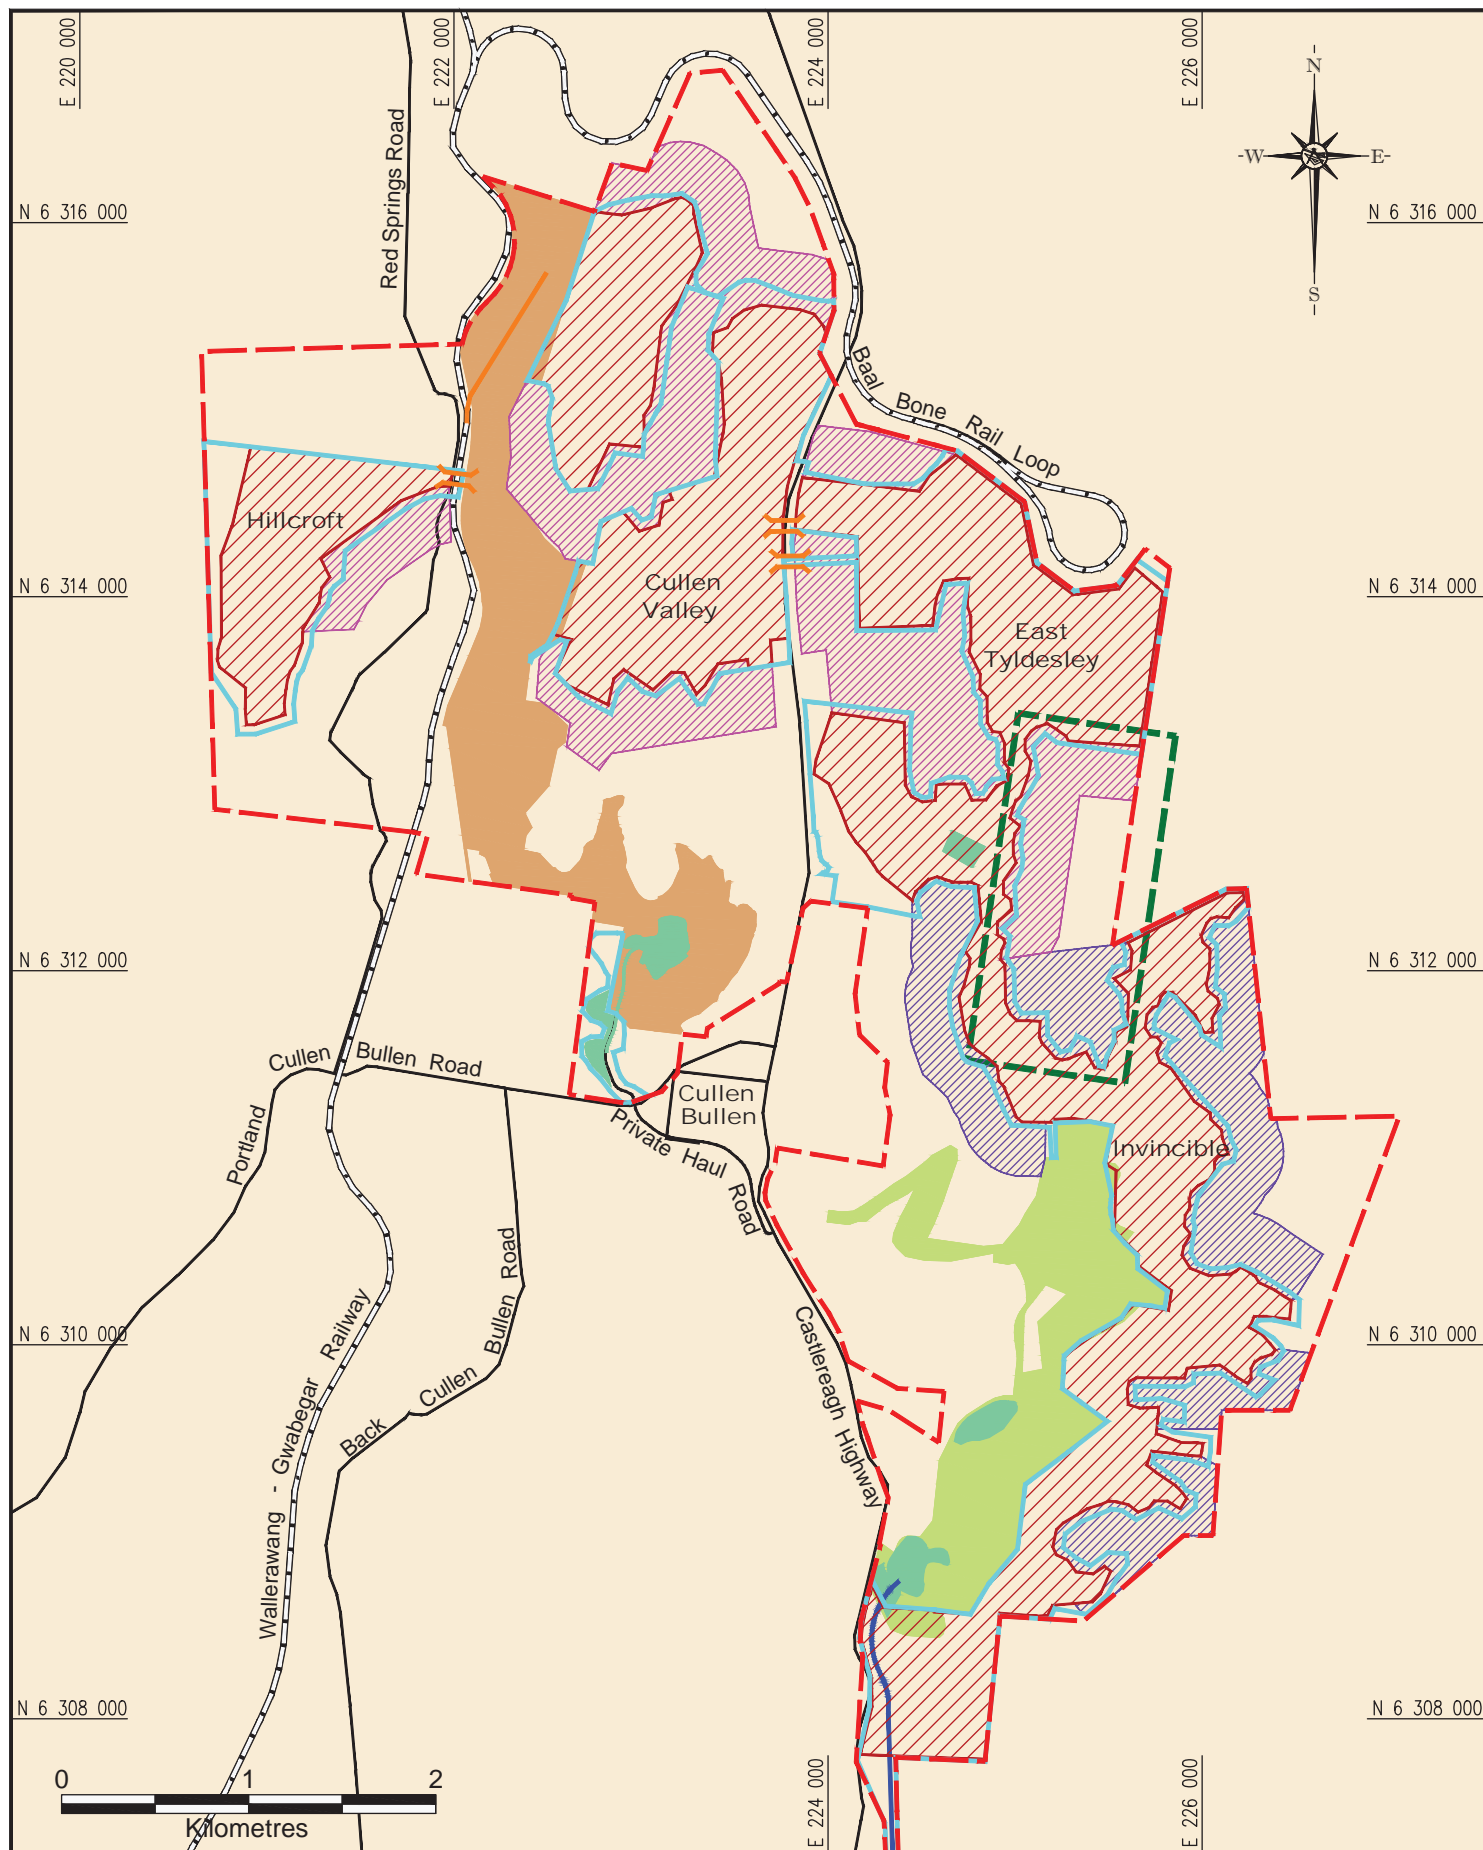 E 220 000
E 222 000
E 224 000
E 226 000
N
-W
E-
S
N 6 316 000
N 6 316 000
Red Springs Road
Baal Bone Rail Loop
Hillcroft
Cullen
Valley
N 6 314 000
N 6 314 000
East
Tyldesley
N 6 312 000
N 6 312 000
Cullen Bullen Road
Cullen
Bullen
Portland
Private Haul Road
Invincible
Back Cullen Bullen Road
Wallerawang - Gwabegar Railway
Castlereagh Highway
N 6 310 000
N 6 310 000
N 6 308 000
N 6 308 000
0 1 2
Kilometres
E 224 000
E 226 000